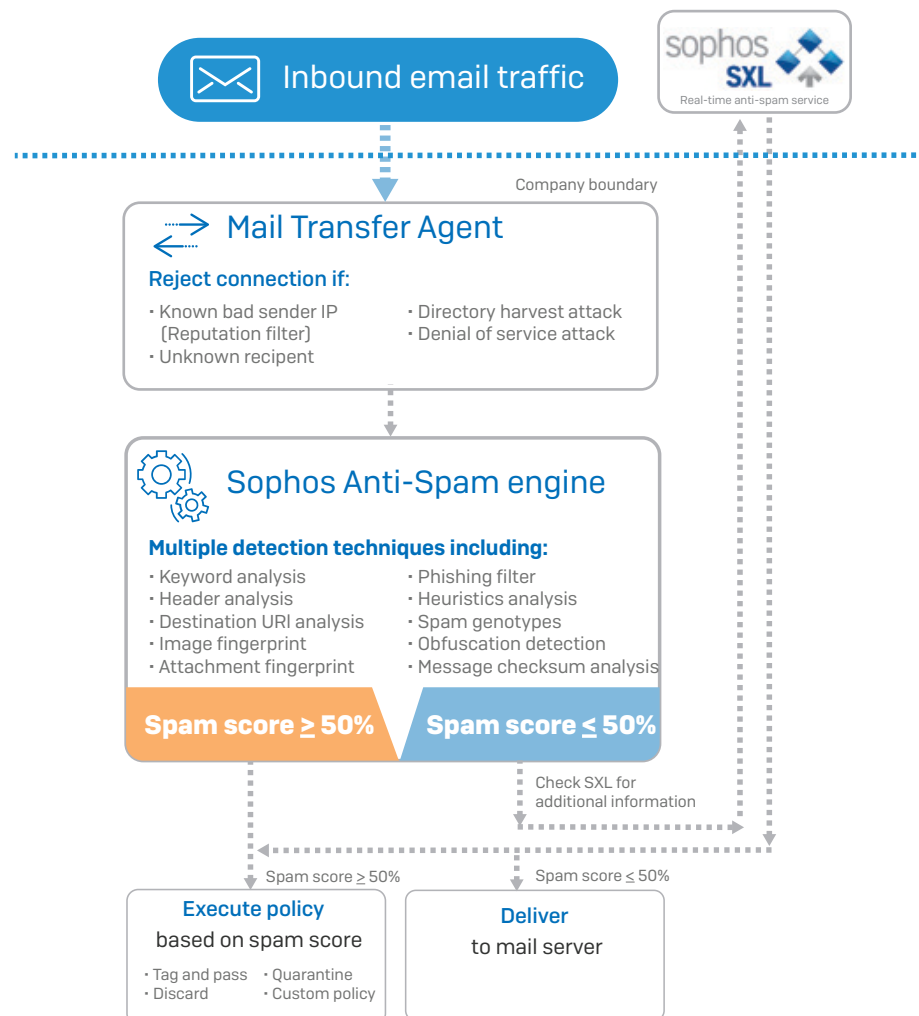 Inbound email traffic
sophos
SXL
Real-time anti-spam service
Company boundary
Mail Transfer Agent
Reject connection if:
· Known bad sender IP
(Reputation filter)
· Unknown recipent
· Directory harvest attack
· Denial of service attack
Sophos Anti-Spam engine
Multiple detection techniques including:
· Keyword analysis
· Header analysis
· Destination URI analysis
· Image fingerprint
· Attachment fingerprint
· Phishing filter
· Heuristics analysis
· Spam genotypes
· Obfuscation detection
· Message checksum analysis
Spam score ≥ 50%
Spam score ≤ 50%
Check SXL for
additional information
Spam score ≥ 50%
Spam score ≤ 50%
Execute policy
based on spam score
· Tag and pass
· Discard
· Quarantine
· Custom policy
Deliver
to mail server